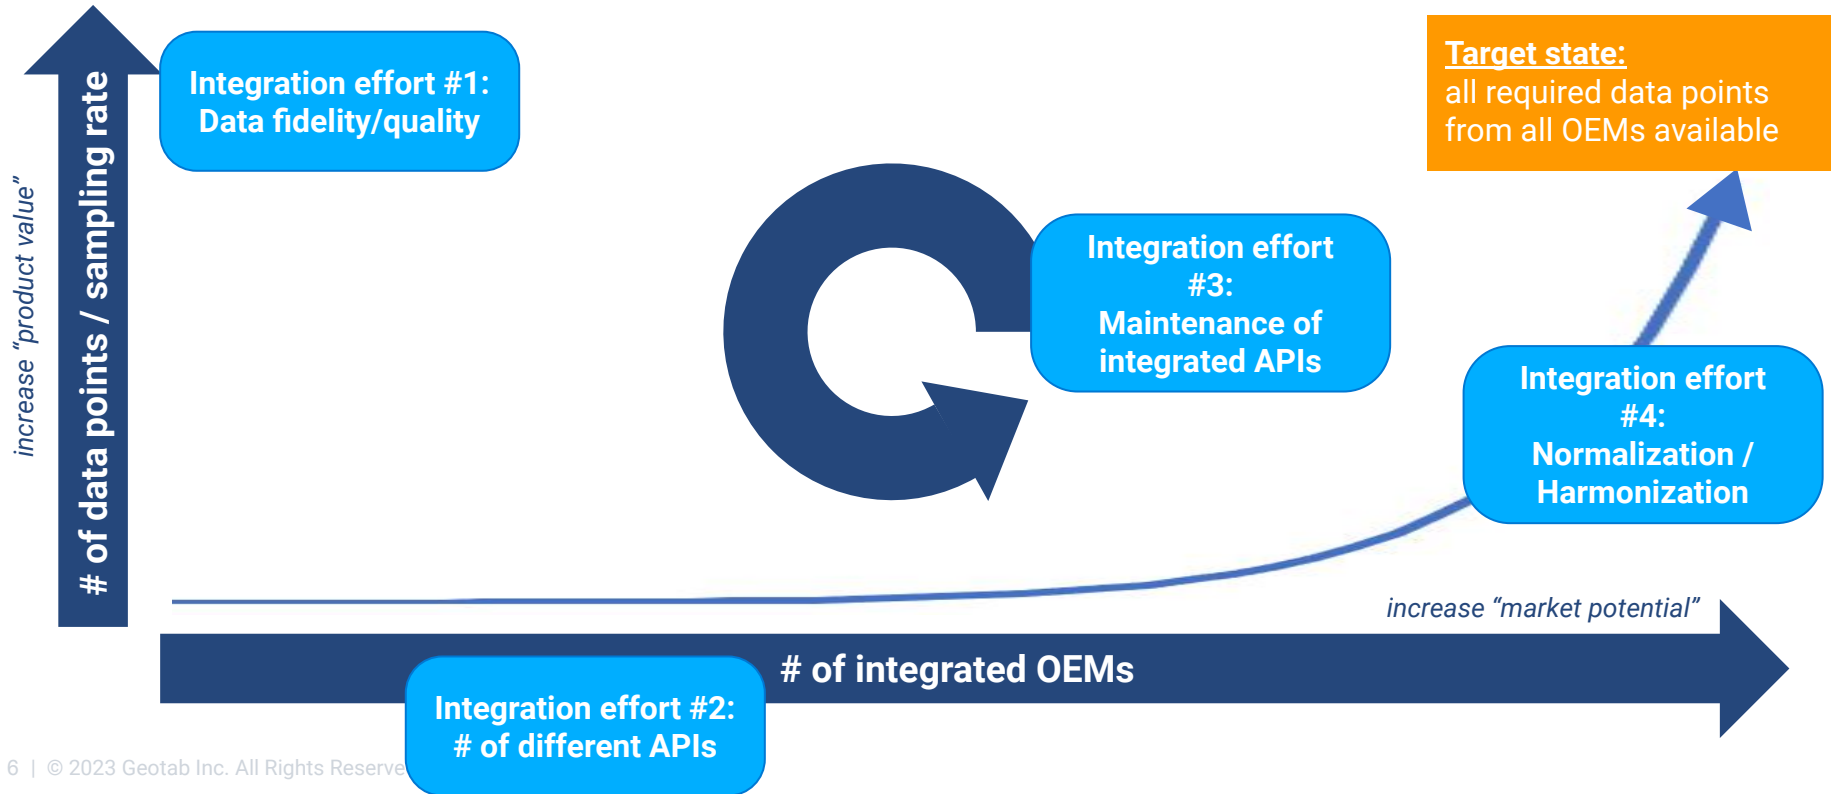 Integration effort #1:
Data fidelity/quality
Target state:
all required data points
from all OEMs available
increase “product value”
# of data points / sampling rate
Integration effort
#3:
Maintenance of
integrated APIs
Integration effort
#4:
Normalization /
Harmonization
increase “market potential”
# of integrated OEMs
Integration effort #2:
# of different APIs
6 | © 2023 Geotab Inc. All Rights Reserve